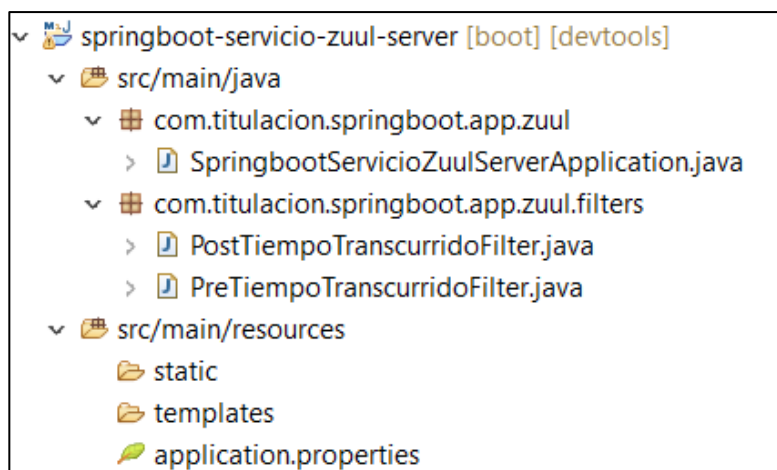 springboot-servicio-zuul-server [boot] [devtools]
src/main/java
com.titulacion.springboot.app.zuul
SpringbootServicioZuulServerApplication.java
com.titulacion.springboot.app.zuul.filters
PostTiempoTranscurridoFilter.java
PreTiempoTranscurridoFilter.java
src/main/resources
static
templates
application.properties